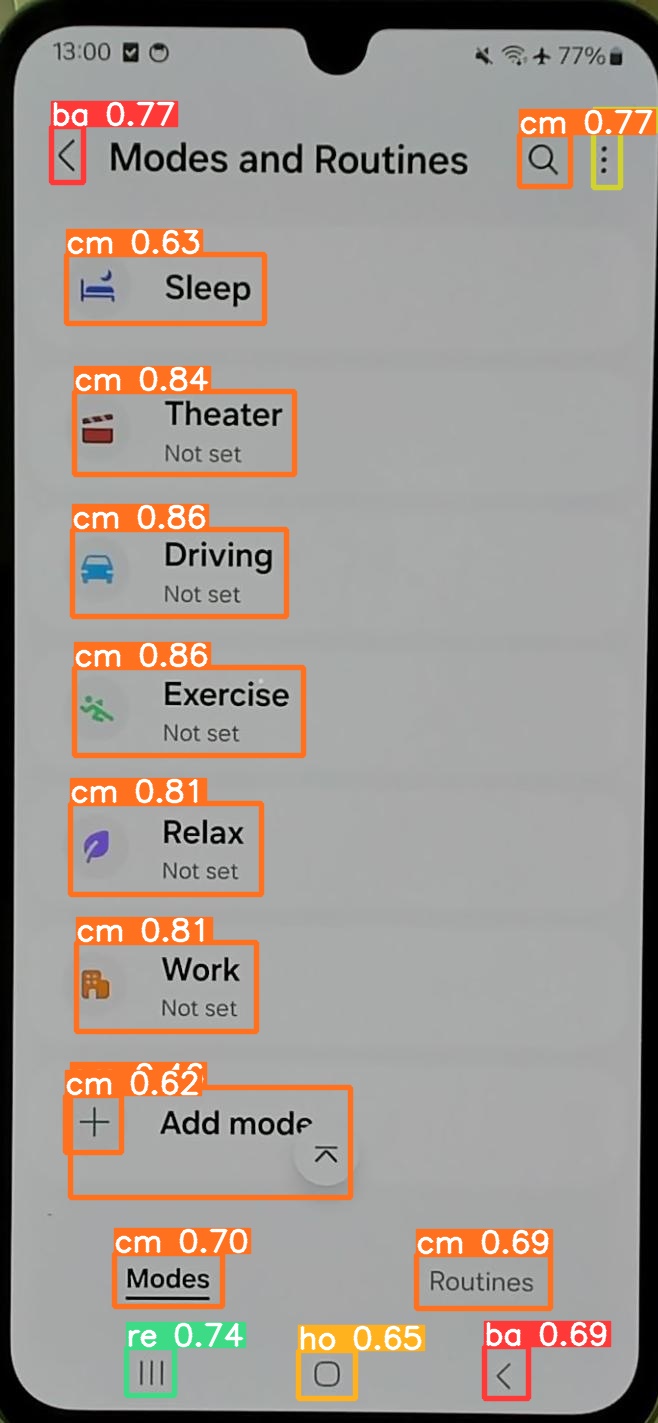 13:00
77%
ba 0.77
cm 0.77
Modes and Routines
cm 0.63
Sleep
cm 0.84
Theater
Not set
cm 0.86
Driving
Not set
cm 0.86
Exercise
Not set
cm 0.81
Relax
Not set
cm 0.81
Work
Not set
cm 0.62
Add mode
cm 0.70
cm 0.69
Modes
Routines
re 0.74
ho 0.65
ba 0.69